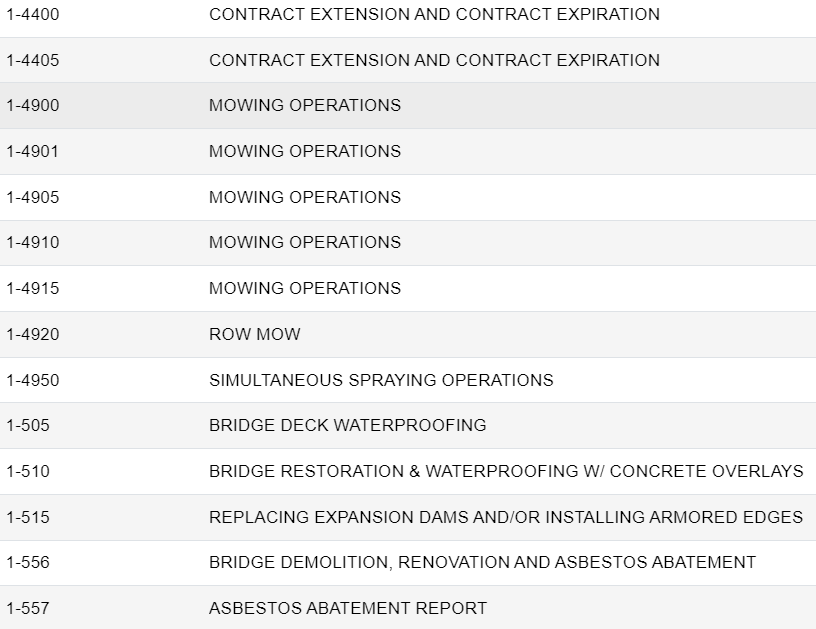 1-4400 CONTRACT EXTENSION AND CONTRACT EXPIRATION
1-4405 CONTRACT EXTENSION AND CONTRACT EXPIRATION
1-4900 MOWING OPERATIONS
1-4901 MOWING OPERATIONS
1-4905 MOWING OPERATIONS
1-4910 MOWING OPERATIONS
1-4915 MOWING OPERATIONS
1-4920 ROW MOW
1-4950 SIMULTANEOUS SPRAYING OPERATIONS
1-505 BRIDGE DECK WATERPROOFING
1-510 BRIDGE RESTORATION & WATERPROOFING W/ CONCRETE OVERLAYS
1-515 REPLACING EXPANSION DAMS AND/OR INSTALLING ARMORED EDGES
1-556 BRIDGE DEMOLITION, RENOVATION AND ASBESTOS ABATEMENT
1-557 ASBESTOS ABATEMENT REPORT